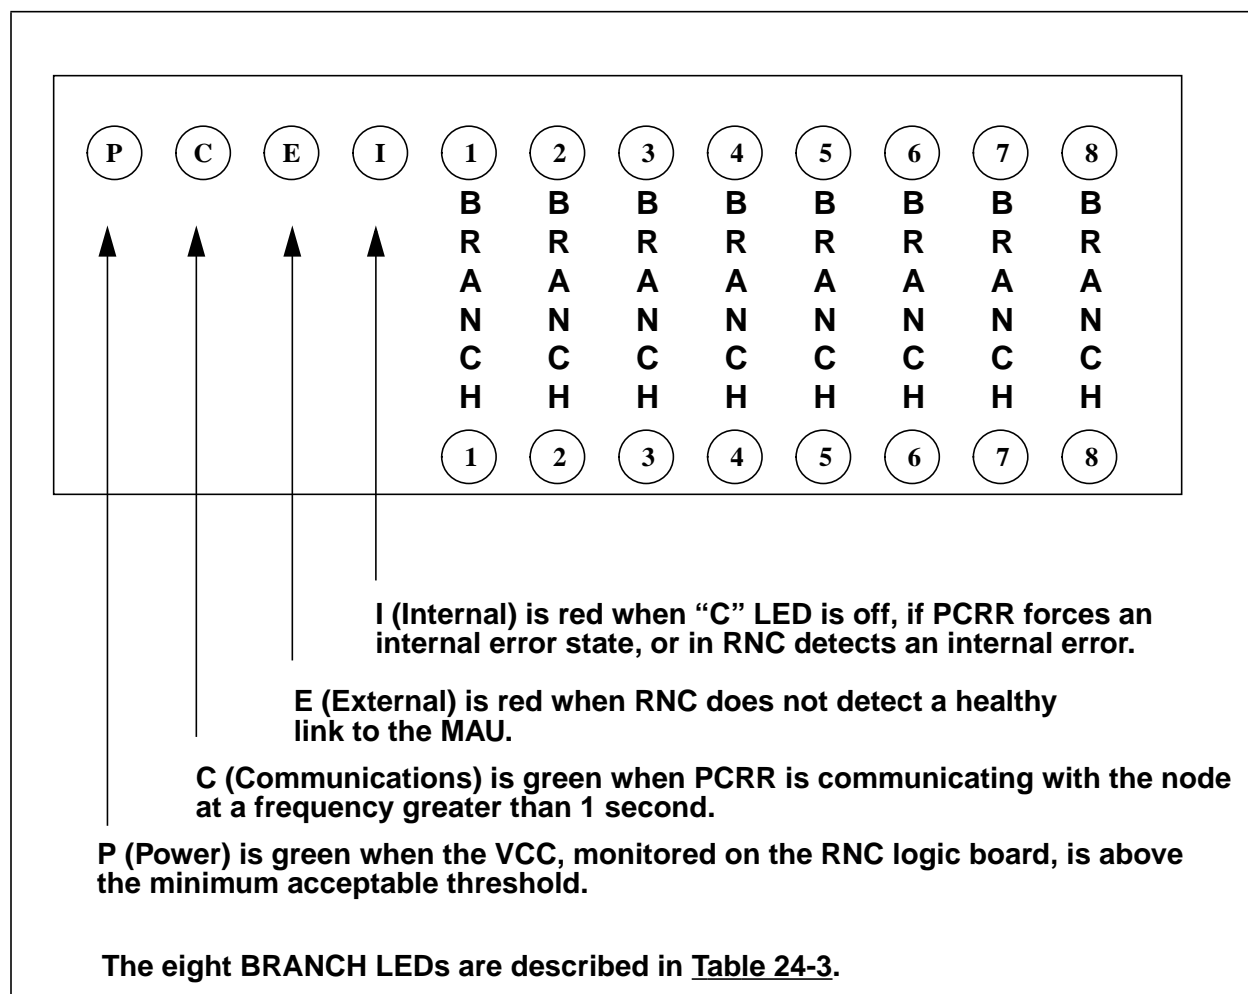 P C E I 1 2 3 4 5 6 7 8
B B B B B B B B
R R R R R R R R
A A A A A A A A
N N N N N N N N
C C C C C C C C
H H H H H H H H
1 2 3 4 5 6 7 8
I (Internal) is red when “C” LED is off, if PCRR forces an
internal error state, or in RNC detects an internal error.
E (External) is red when RNC does not detect a healthy
link to the MAU.
C (Communications) is green when PCRR is communicating with the node
at a frequency greater than 1 second.
P (Power) is green when the VCC, monitored on the RNC logic board, is above
the minimum acceptable threshold.
The eight BRANCH LEDs are described in Table 24-3.